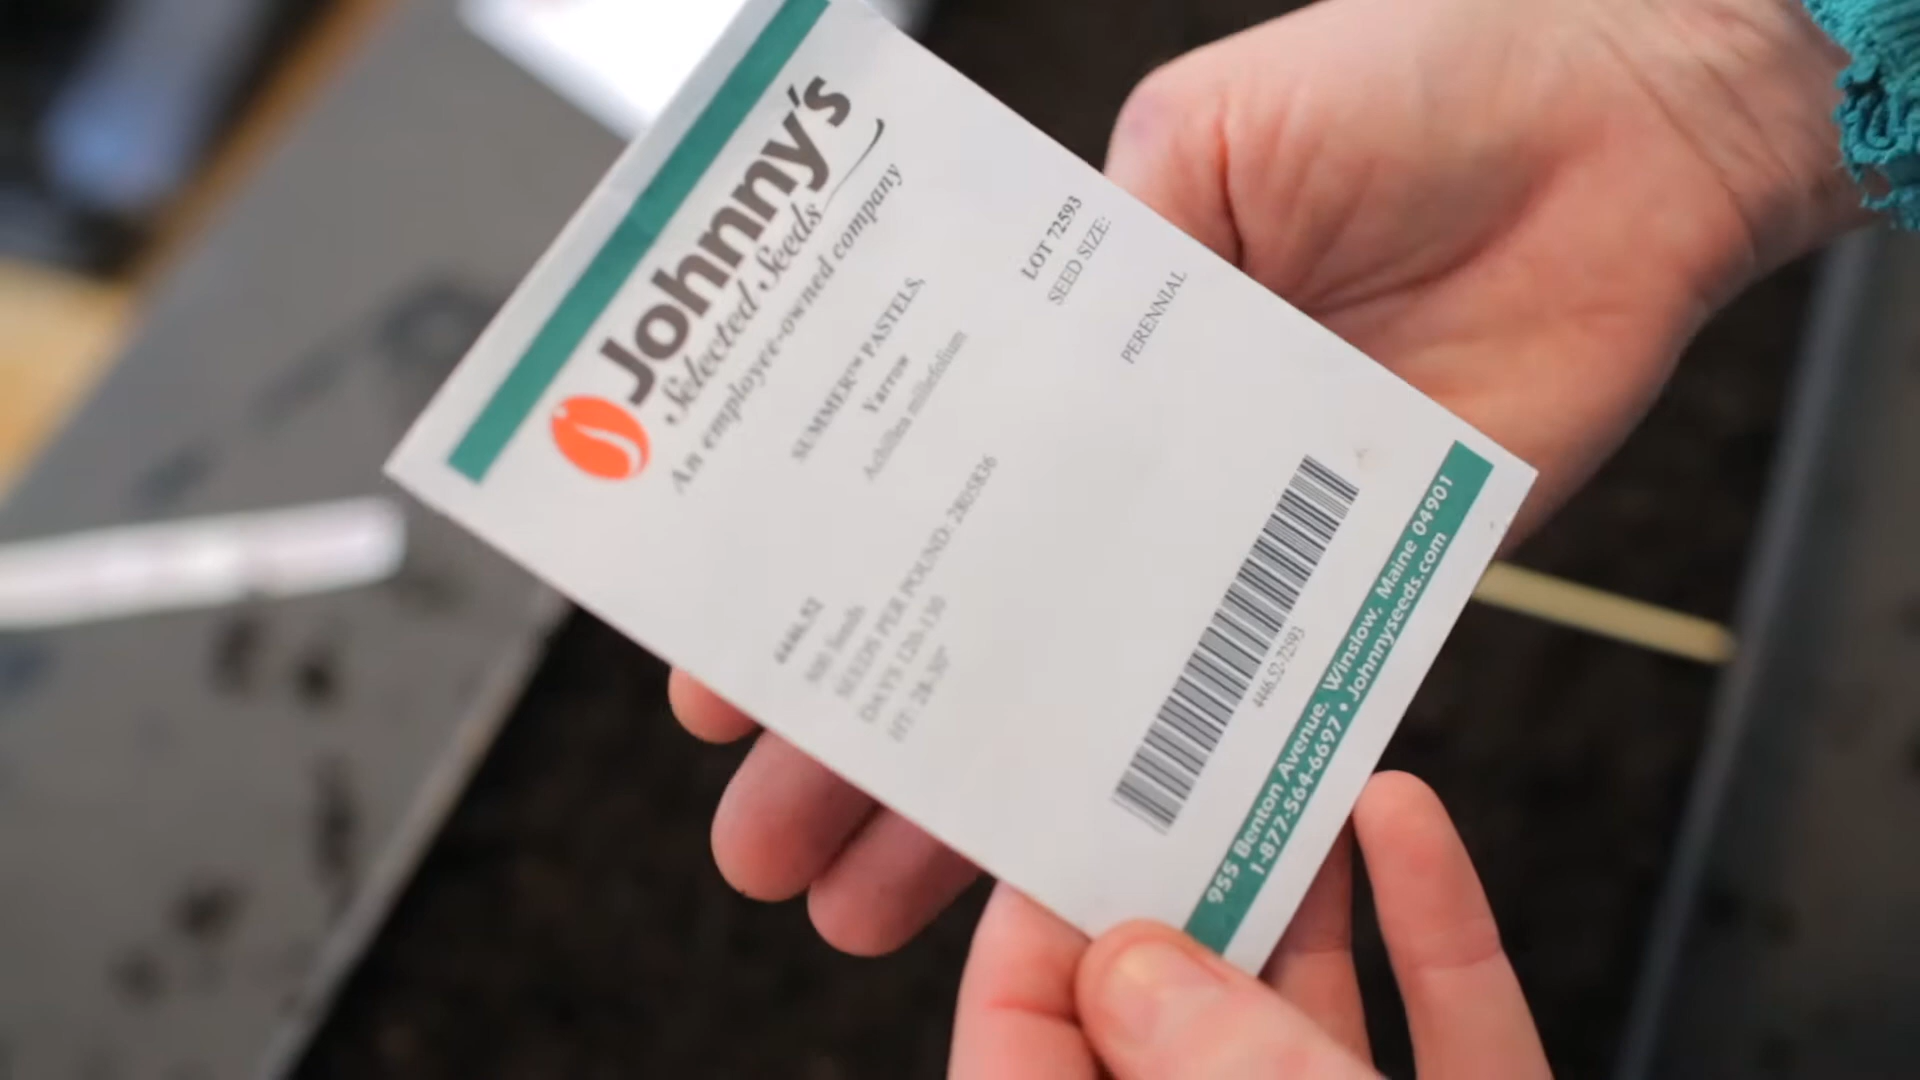 Johnny's
Selected Seeds
An employee-owned company
SUMMER™ PASTELS,
Yarrow
Achillea millefolium
LOT 72593
SEED SIZE:
PERENNIAL
4446.52
500 Seeds
SEEDS PER POUND: 2805836
DAYS 120-130
HT: 28-30"
4446.52-72593
955 Benton Avenue, Winslow, Maine 04901
1-877-564-6697 • Johnnyseeds.com